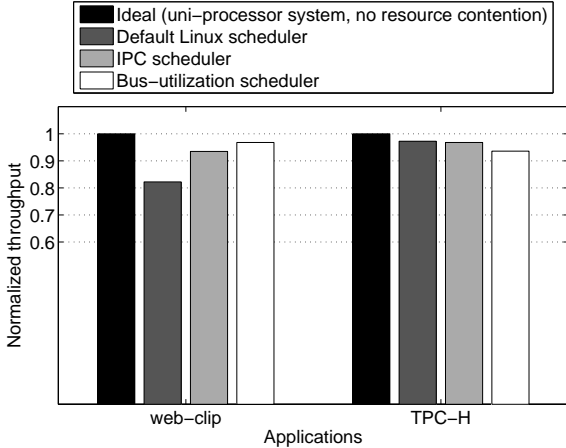 Ideal (uni−processor system, no resource contention)
Default Linux scheduler
IPC scheduler
Bus−utilization scheduler
1
0.9
0.8
0.7
0.6
Normalized throughput
web−clip
TPC−H
Applications